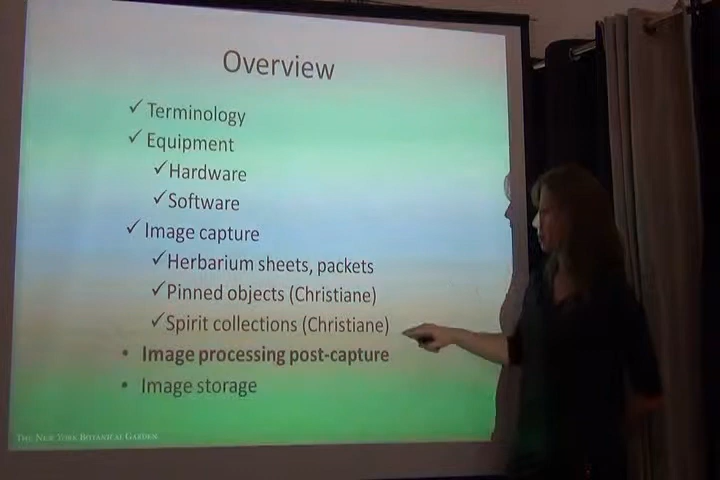 Overview
✓ Terminology
✓ Equipment
✓ Hardware
✓ Software
✓ Image capture
✓ Herbarium sheets, packets
✓ Pinned objects (Christiane)
✓ Spirit collections (Christiane)
• Image processing post-capture
• Image storage
THE NEW YORK BOTANICAL GARDEN